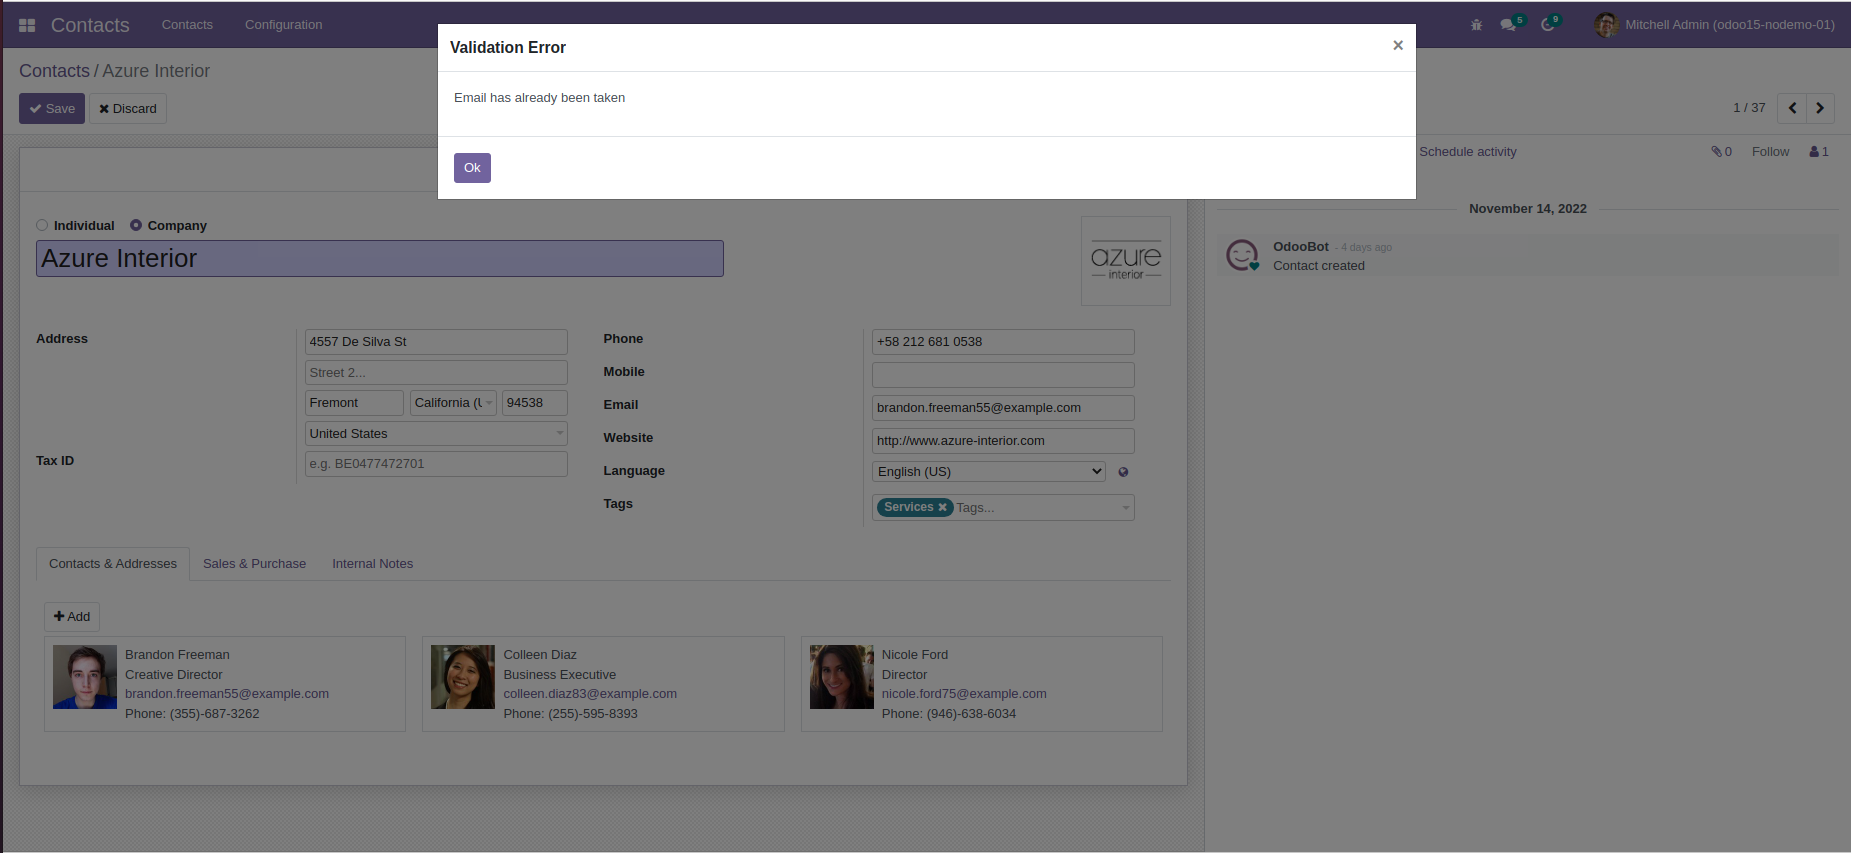 Contacts Contacts Configuration
5 9 Mitchell Admin (odoo15-nodemo-01)
Validation Error ×
Email has already been taken
Ok
Contacts / Azure Interior
Save Discard
1 / 37
Schedule activity 0 Follow 1
November 14, 2022
OdooBot - 4 days ago
Contact created
Individual Company
Azure Interior
azure
interior
Address
4557 De Silva St
Street 2...
Fremont California (U 94538
United States
Tax ID e.g. BE0477472701
Phone +58 212 681 0538
Mobile
Email brandon.freeman55@example.com
Website http://www.azure-interior.com
Language English (US)
Tags Services Tags...
Contacts & Addresses Sales & Purchase Internal Notes
Add
Brandon Freeman
Creative Director
brandon.freeman55@example.com
Phone: (355)-687-3262
Colleen Diaz
Business Executive
colleen.diaz83@example.com
Phone: (255)-595-8393
Nicole Ford
Director
nicole.ford75@example.com
Phone: (946)-638-6034